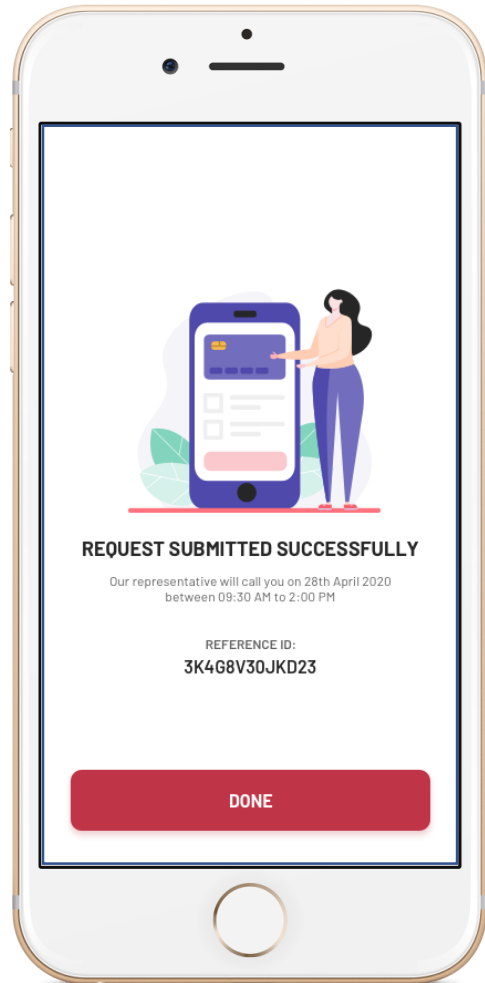 REQUEST SUBMITTED SUCCESSFULLY
Our representative will call you on 28th April 2020
between 09:30 AM to 2:00 PM
REFERENCE ID:
3K4G8V30JKD23
DONE